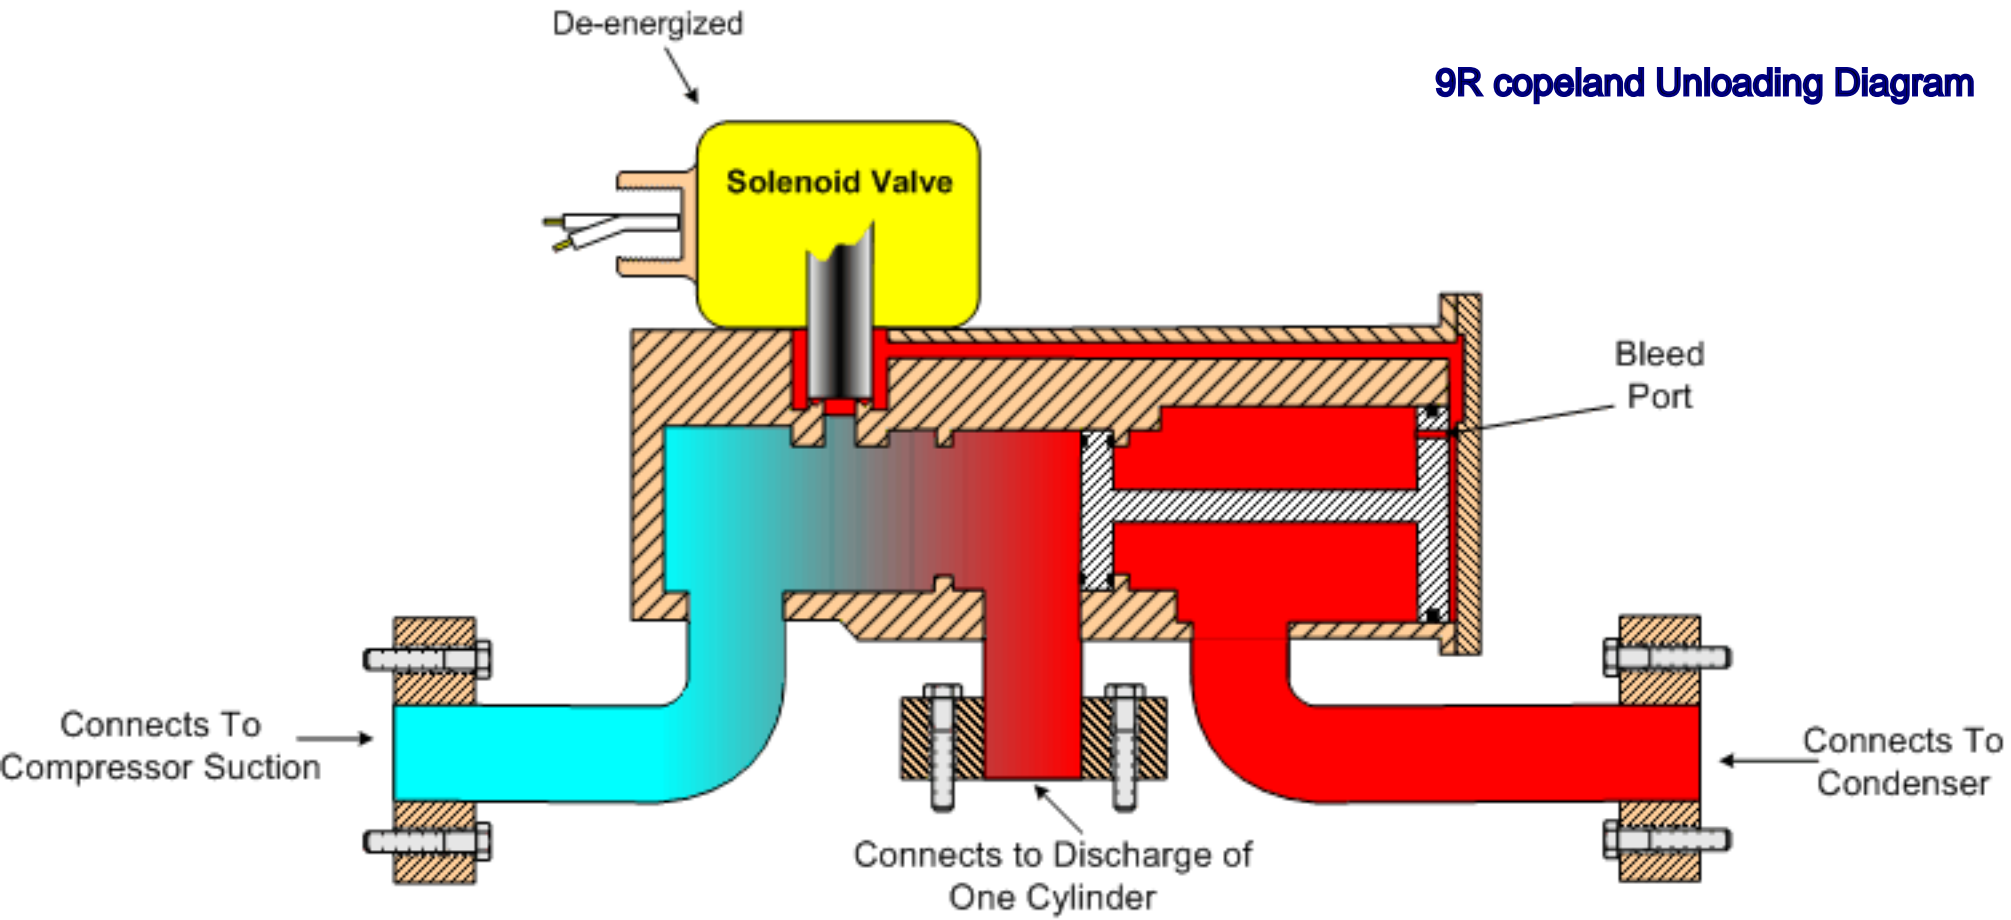 De-energized
9R copeland Unloading Diagram
Solenoid Valve
Bleed
Port
Connects To
Compressor Suction
Connects To
Condenser
Connects to Discharge of
One Cylinder